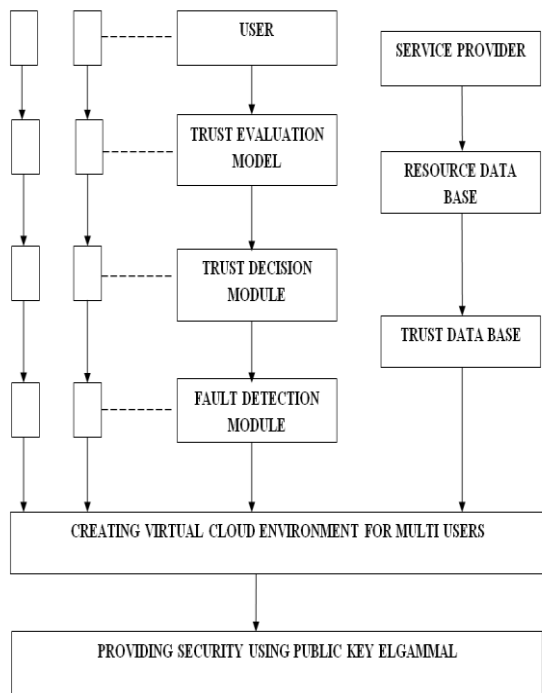 USER
SERVICE PROVIDER
TRUST EVALUATION
MODEL
RESOURCE DATA
BASE
TRUST DECISION
MODULE
TRUST DATA BASE
FAULT DETECTION
MODULE
CREATING VIRTUAL CLOUD ENVIRONMENT FOR MULTI USERS
PROVIDING SECURITY USING PUBLIC KEY ELGAMMAL